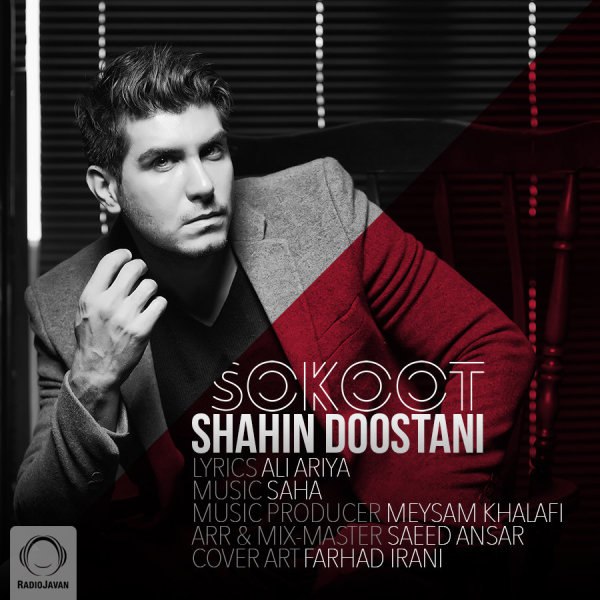 SOKOOT
SHAHIN DOOSTANI
LYRICS ALI ARIYA
MUSIC SAHA
MUSIC PRODUCER MEYSAM KHALAFI
ARR & MIX-MASTER SAEED ANSAR
COVER ART FARHAD IRANI
RADIOJAVAN